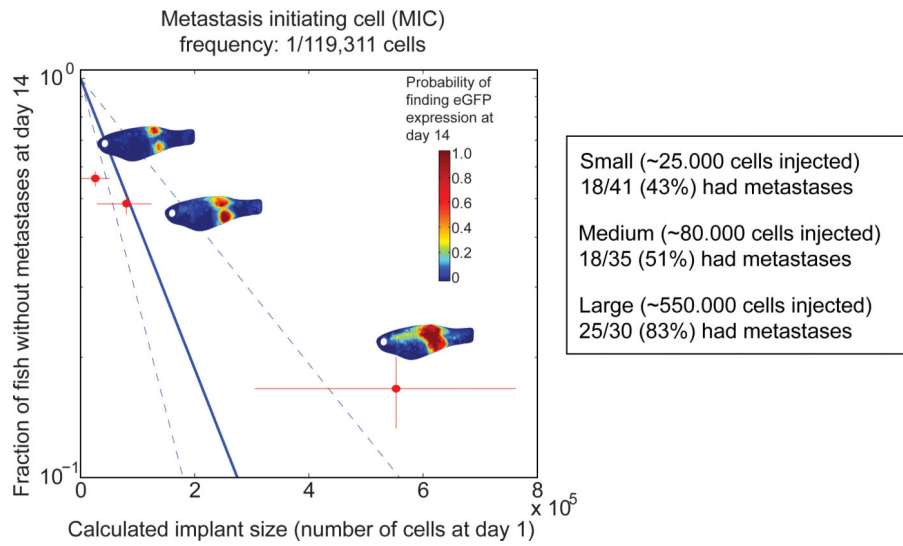 Metastasis initiating cell (MIC)
frequency: 1/119,311 cells
Fraction of fish without metastases at day 14
10^0
10^-1
Probability of
finding eGFP
expression at
day 14
1.0
0.8
0.6
0.4
0.2
0
0
2
4
6
8
x 10^5
Calculated implant size (number of cells at day 1)
Small (~25.000 cells injected)
18/41 (43%) had metastases
Medium (~80.000 cells injected)
18/35 (51%) had metastases
Large (~550.000 cells injected)
25/30 (83%) had metastases